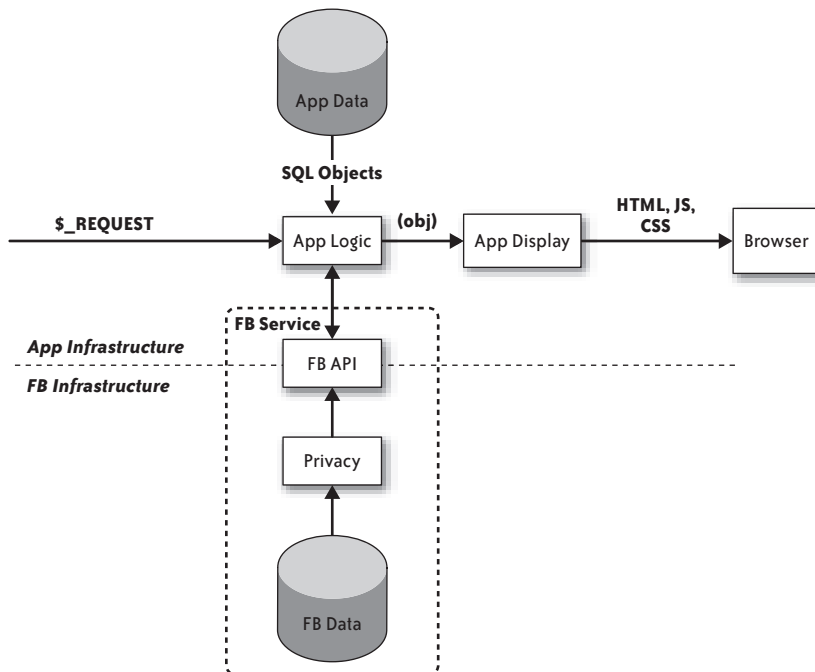 App Data
SQL Objects
$_REQUEST
App Logic
(obj)
App Display
HTML, JS,
CSS
Browser
FB Service
App Infrastructure
FB API
FB Infrastructure
Privacy
FB Data